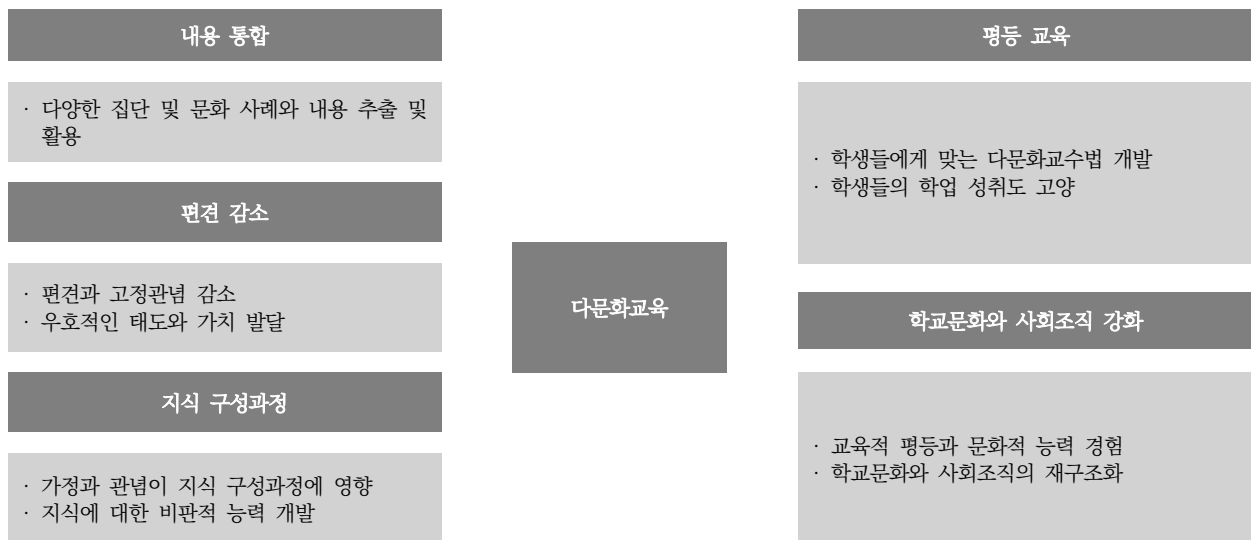 내용 통합
· 다양한 집단 및 문화 사례와 내용 추출 및
활용
편견 감소
· 편견과 고정관념 감소
· 우호적인 태도와 가치 발달
지식 구성과정
· 가정과 관념이 지식 구성과정에 영향
· 지식에 대한 비판적 능력 개발
다문화교육
평등 교육
· 학생들에게 맞는 다문화교수법 개발
· 학생들의 학업 성취도 고양
학교문화와 사회조직 강화
· 교육적 평등과 문화적 능력 경험
· 학교문화와 사회조직의 재구조화